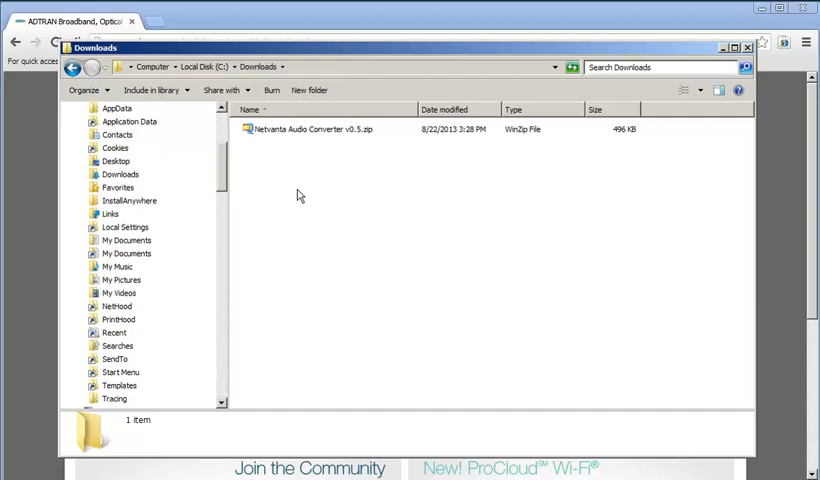 ADTRAN Broadband, Optical
For quick access
Downloads
Computer
Local Disk (C:)
Downloads
Search Downloads
Organize
Include in library
Share with
Burn
New folder
AppData
Application Data
Contacts
Cookies
Desktop
Downloads
Favorites
InstallAnywhere
Links
Local Settings
My Documents
My Documents
My Music
My Pictures
My Videos
NetHood
PrintHood
Recent
Searches
SendTo
Start Menu
Templates
Tracing
Name Date modified Type Size
Netvanta Audio Converter v0.5.zip 8/22/2013 3:28 PM WinZip File 496 KB
1 item
Join the Community
New! ProCloud℠ Wi-Fi®